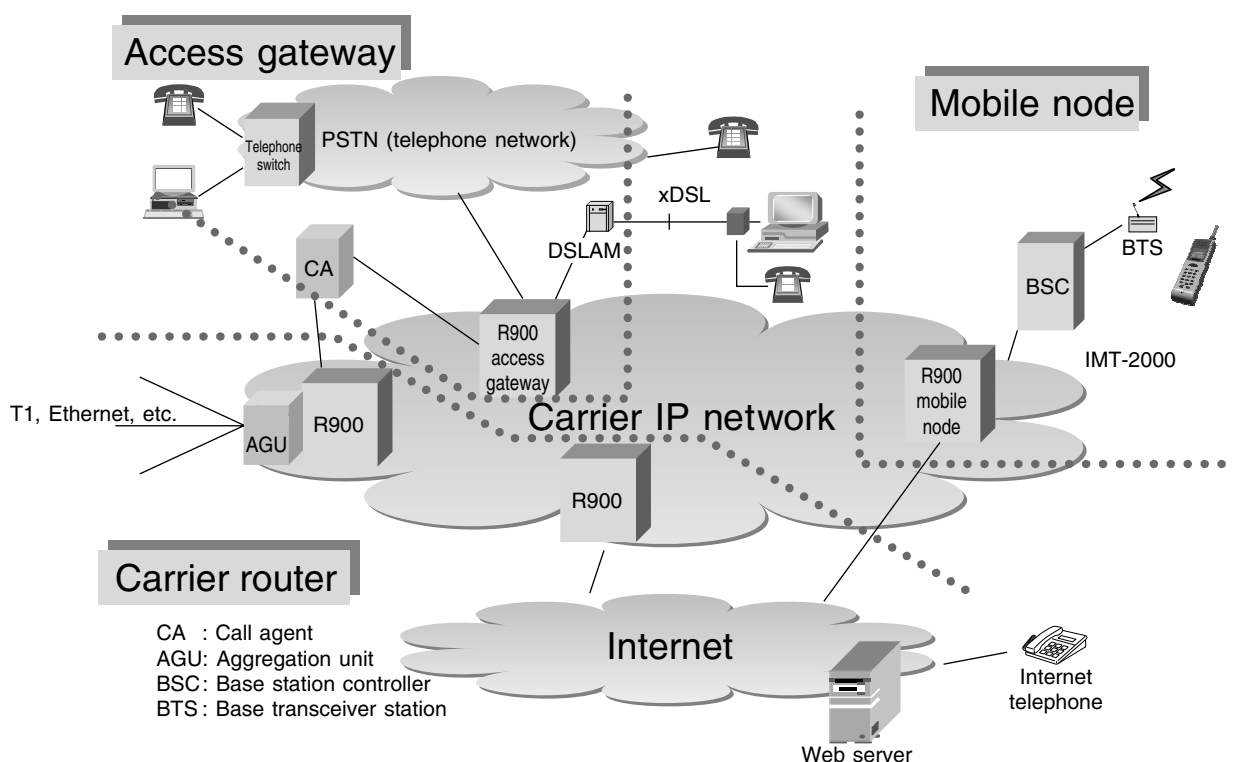 Access gateway
Mobile node
Telephone
switch
PSTN (telephone network)
xDSL
DSLAM
CA
BTS
BSC
R900
access
gateway
IMT-2000
R900
mobile
node
T1, Ethernet, etc.
AGU
R900
Carrier IP network
R900
Carrier router
CA : Call agent
AGU: Aggregation unit
BSC: Base station controller
BTS : Base transceiver station
Internet
Internet
telephone
Web server